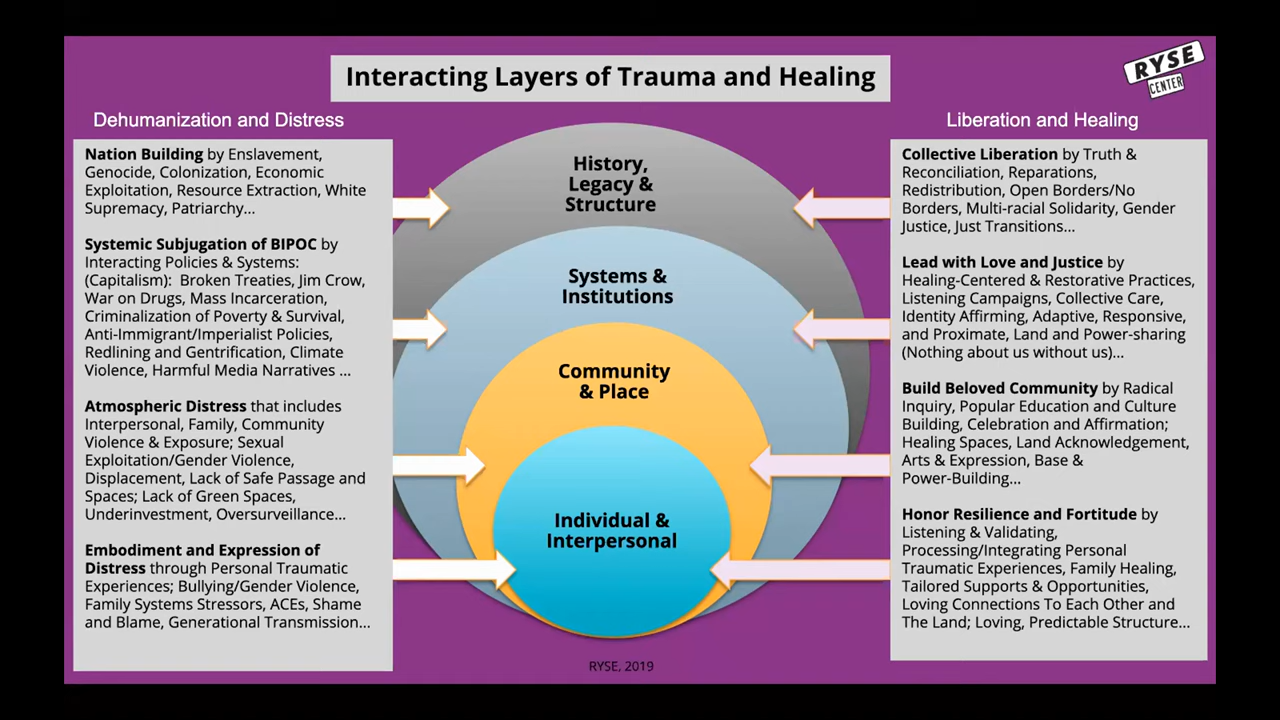 Interacting Layers of Trauma and Healing
RYSE
CENTER
Dehumanization and Distress
Nation Building by Enslavement,
Genocide, Colonization, Economic
Exploitation, Resource Extraction, White
Supremacy, Patriarchy...
Systemic Subjugation of BIPOC by
Interacting Policies & Systems:
(Capitalism): Broken Treaties, Jim Crow,
War on Drugs, Mass Incarceration,
Criminalization of Poverty & Survival,
Anti-Immigrant/Imperialist Policies,
Redlining and Gentrification, Climate
Violence, Harmful Media Narratives ...
Atmospheric Distress that includes
Interpersonal, Family, Community
Violence & Exposure; Sexual
Exploitation/Gender Violence,
Displacement, Lack of Safe Passage and
Spaces; Lack of Green Spaces,
Underinvestment, Oversurveillance...
Embodiment and Expression of
Distress through Personal Traumatic
Experiences; Bullying/Gender Violence,
Family Systems Stressors, ACEs, Shame
and Blame, Generational Transmission...
History,
Legacy &
Structure
Systems &
Institutions
Community
& Place
Individual &
Interpersonal
RYSE, 2019
Liberation and Healing
Collective Liberation by Truth &
Reconciliation, Reparations,
Redistribution, Open Borders/No
Borders, Multi-racial Solidarity, Gender
Justice, Just Transitions...
Lead with Love and Justice by
Healing-Centered & Restorative Practices,
Listening Campaigns, Collective Care,
Identity Affirming, Adaptive, Responsive,
and Proximate, Land and Power-sharing
(Nothing about us without us)...
Build Beloved Community by Radical
Inquiry, Popular Education and Culture
Building, Celebration and Affirmation;
Healing Spaces, Land Acknowledgement,
Arts & Expression, Base &
Power-Building...
Honor Resilience and Fortitude by
Listening & Validating,
Processing/Integrating Personal
Traumatic Experiences, Family Healing,
Tailored Supports & Opportunities,
Loving Connections To Each Other and
The Land; Loving, Predictable Structure...